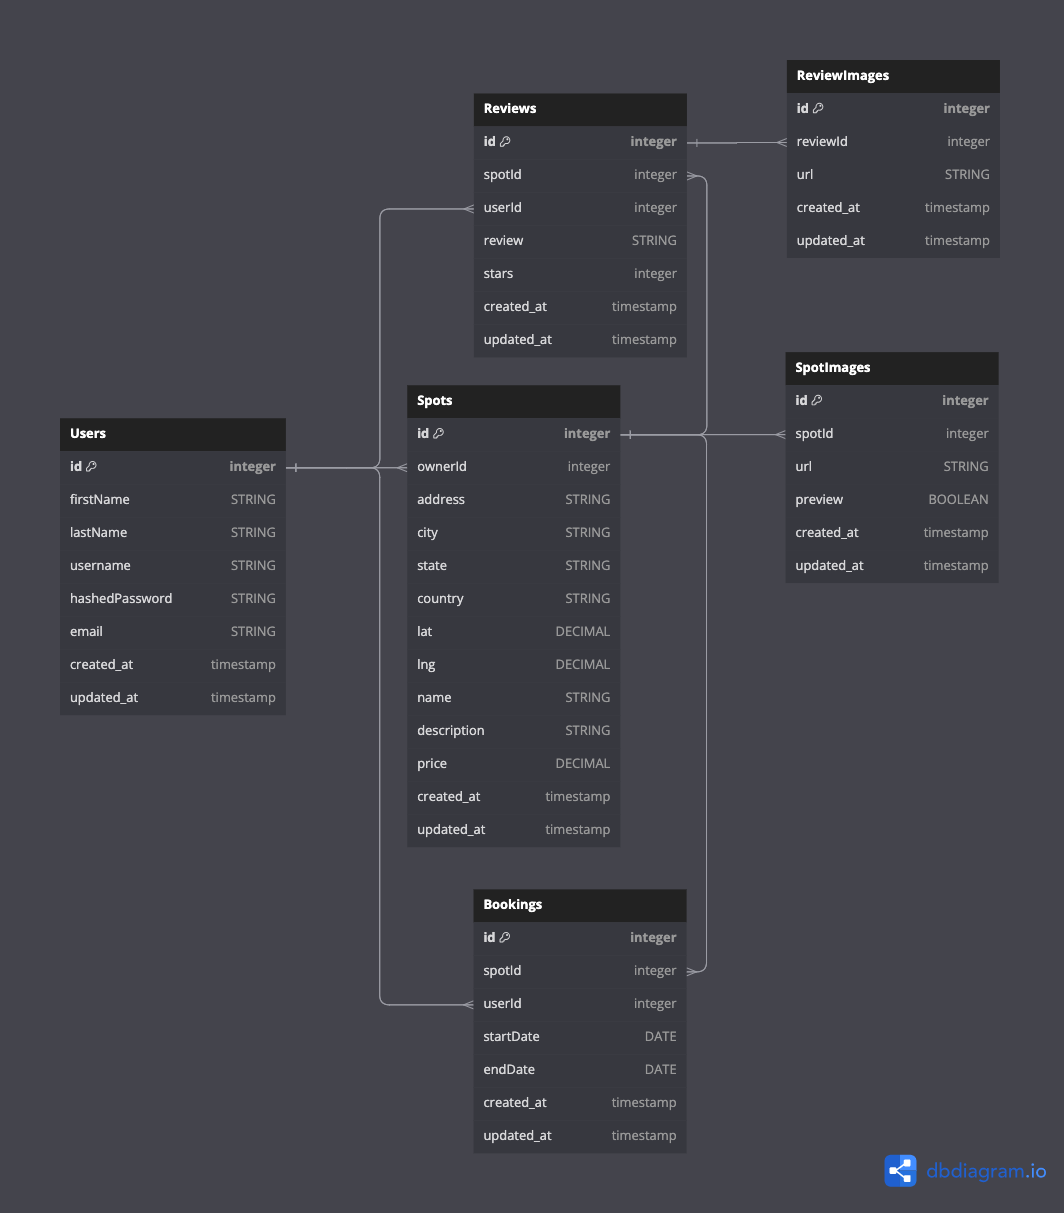 ReviewImages
id integer
reviewId integer
url STRING
created_at timestamp
updated_at timestamp
Reviews
id integer
spotId integer
userId integer
review STRING
stars integer
created_at timestamp
updated_at timestamp
SpotImages
id integer
spotId integer
url STRING
preview BOOLEAN
created_at timestamp
updated_at timestamp
Spots
id integer
ownerId integer
address STRING
city STRING
state STRING
country STRING
lat DECIMAL
lng DECIMAL
name STRING
description STRING
price DECIMAL
created_at timestamp
updated_at timestamp
Users
id integer
firstName STRING
lastName STRING
username STRING
hashedPassword STRING
email STRING
created_at timestamp
updated_at timestamp
Bookings
id integer
spotId integer
userId integer
startDate DATE
endDate DATE
created_at timestamp
updated_at timestamp
dbdiagram.io